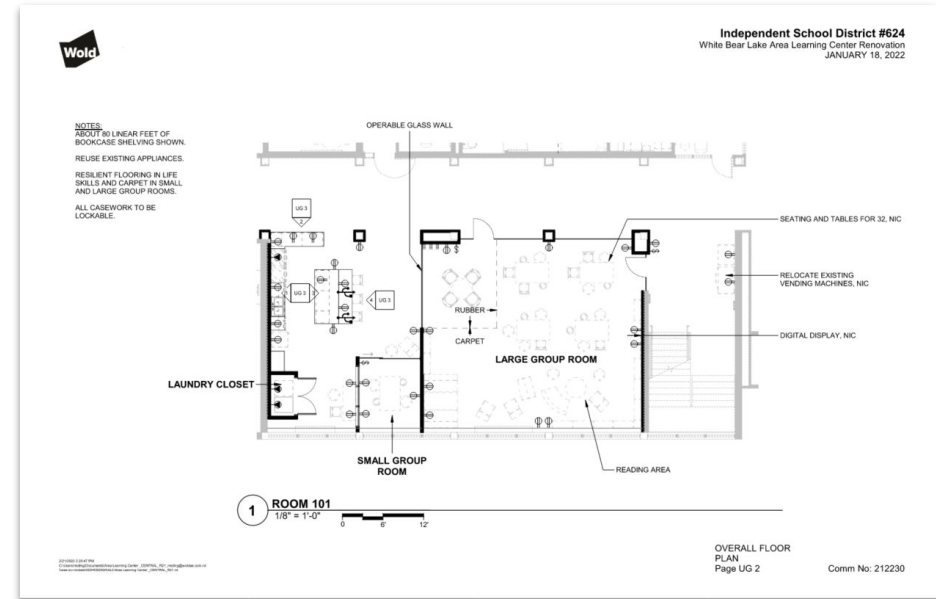 Wold
Independent School District #624
White Bear Lake Area Learning Center Renovation
JANUARY 18, 2022
NOTES:
ABOUT 80 LINEAR FEET OF
BOOKCASE SHELVING SHOWN.
REUSE EXISTING APPLIANCES.
RESILIENT FLOORING IN LIFE
SKILLS AND CARPET IN SMALL
AND LARGE GROUP ROOMS.
ALL CASEWORK TO BE
LOCKABLE.
OPERABLE GLASS WALL
UG 3
2
SEATING AND TABLES FOR 32, NIC
RELOCATE EXISTING
VENDING MACHINES, NIC
UG 3
4 UG 3
RUBBER
CARPET
DIGITAL DISPLAY, NIC
LARGE GROUP ROOM
LAUNDRY CLOSET
SMALL GROUP
ROOM
READING AREA
1 ROOM 101
1/8" = 1'-0"
0 6' 12'
OVERALL FLOOR
PLAN
Page UG 2
Comm No: 212230